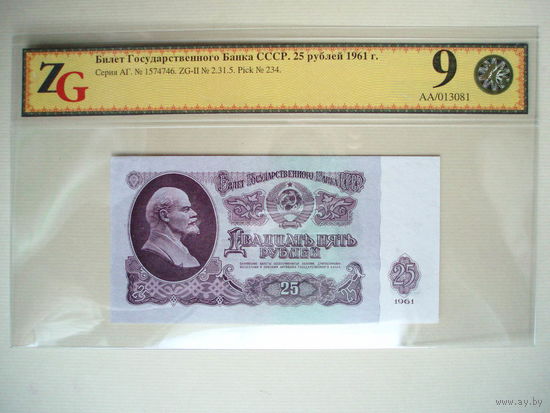 ZG
Билет Государственного Банка СССР. 25 рублей 1961 г.
Серия АГ. № 1574746. ZG-II № 2.31.5. Pick № 234.
9
АА/013081
Билет Государственного Банка СССР
Двадцать пять
рублей
25
25
1961
www.ay.by